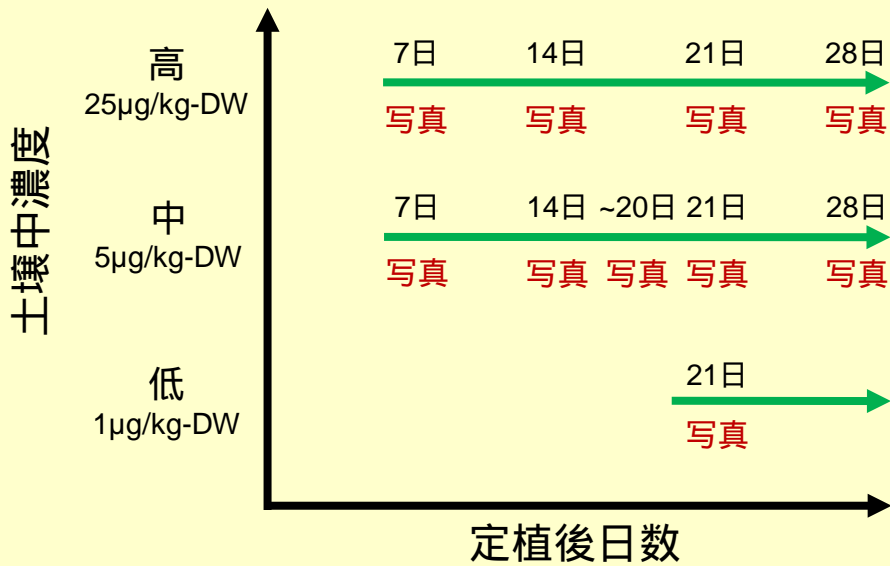 土壌中濃度
高
25μg/kg-DW
7日 14日 21日 28日
写真 写真 写真 写真
中
5μg/kg-DW
7日 14日 ~20日 21日 28日
写真 写真 写真 写真 写真
低
1μg/kg-DW
21日
写真
定植後日数